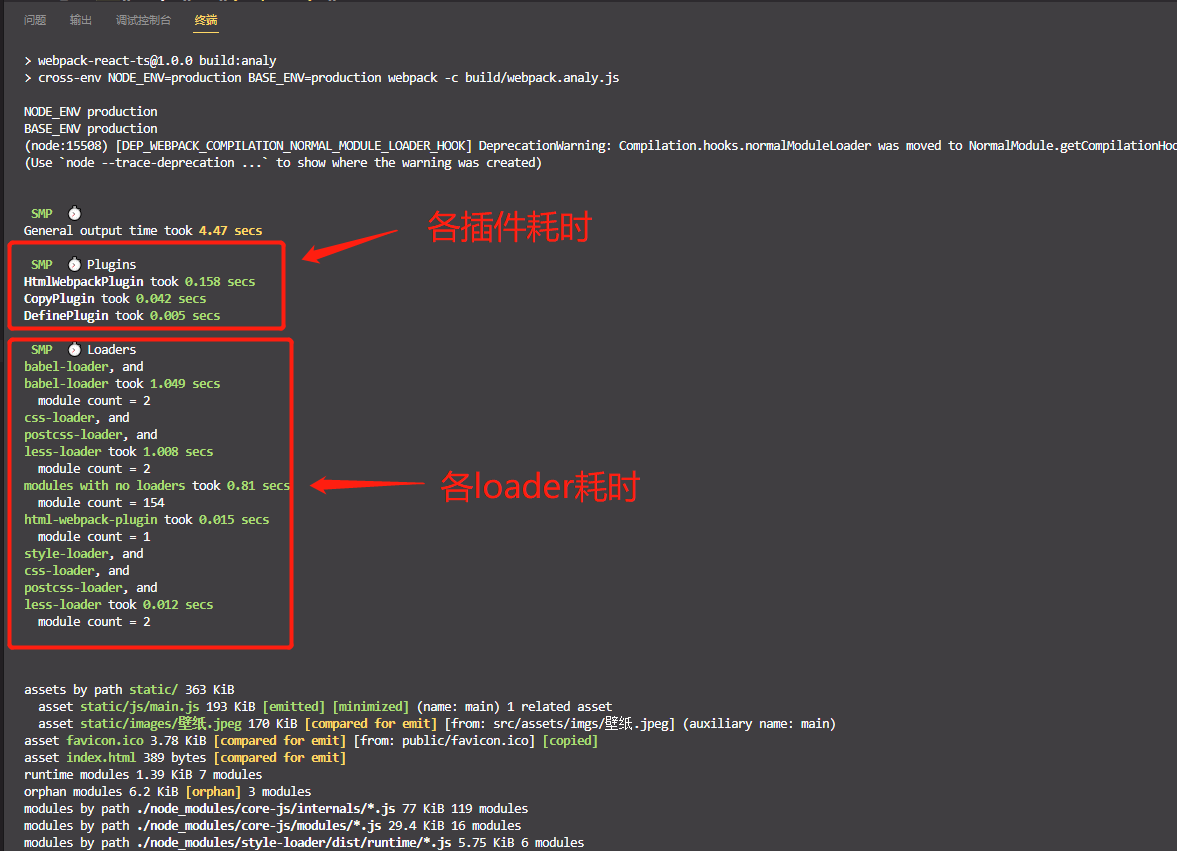 问题 输出 调试控制台 终端
> webpack-react-ts@1.0.0 build:analy
> cross-env NODE_ENV=production BASE_ENV=production webpack -c build/webpack.analy.js
NODE_ENV production
BASE_ENV production
(node:15508) [DEP_WEBPACK_COMPILATION_NORMAL_MODULE_LOADER_HOOK] DeprecationWarning: Compilation.hooks.normalModuleLoader was moved to NormalModule.getCompilationHoo
(Use `node --trace-deprecation ...` to show where the warning was created)
SMP ⏱
General output time took 4.47 secs
各插件耗时
SMP ⏱ Plugins
HtmlWebpackPlugin took 0.158 secs
CopyPlugin took 0.042 secs
DefinePlugin took 0.005 secs
SMP ⏱ Loaders
babel-loader, and
babel-loader took 1.049 secs
module count = 2
css-loader, and
postcss-loader, and
less-loader took 1.008 secs
module count = 2
modules with no loaders took 0.81 secs
各loader耗时
module count = 154
html-webpack-plugin took 0.015 secs
module count = 1
style-loader, and
css-loader, and
postcss-loader, and
less-loader took 0.012 secs
module count = 2
assets by path static/ 363 KiB
asset static/js/main.js 193 KiB [emitted] [minimized] (name: main) 1 related asset
asset static/images/壁纸.jpeg 170 KiB [compared for emit] [from: src/assets/imgs/壁纸.jpeg] (auxiliary name: main)
asset favicon.ico 3.78 KiB [compared for emit] [from: public/favicon.ico] [copied]
asset index.html 389 bytes [compared for emit]
runtime modules 1.39 KiB 7 modules
orphan modules 6.2 KiB [orphan] 3 modules
modules by path ./node_modules/core-js/internals/*.js 77 KiB 119 modules
modules by path ./node_modules/core-js/modules/*.js 29.4 KiB 16 modules
modules by path ./node_modules/style-loader/dist/runtime/*.js 5.75 KiB 6 modules